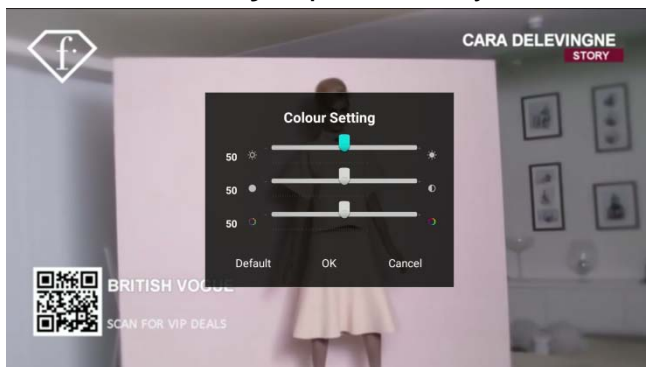 CARA DELEVINGNE
STORY
f.
Colour Setting
50
50
50
Default OK Cancel
BRITISH VOGUE
SCAN FOR VIP DEALS